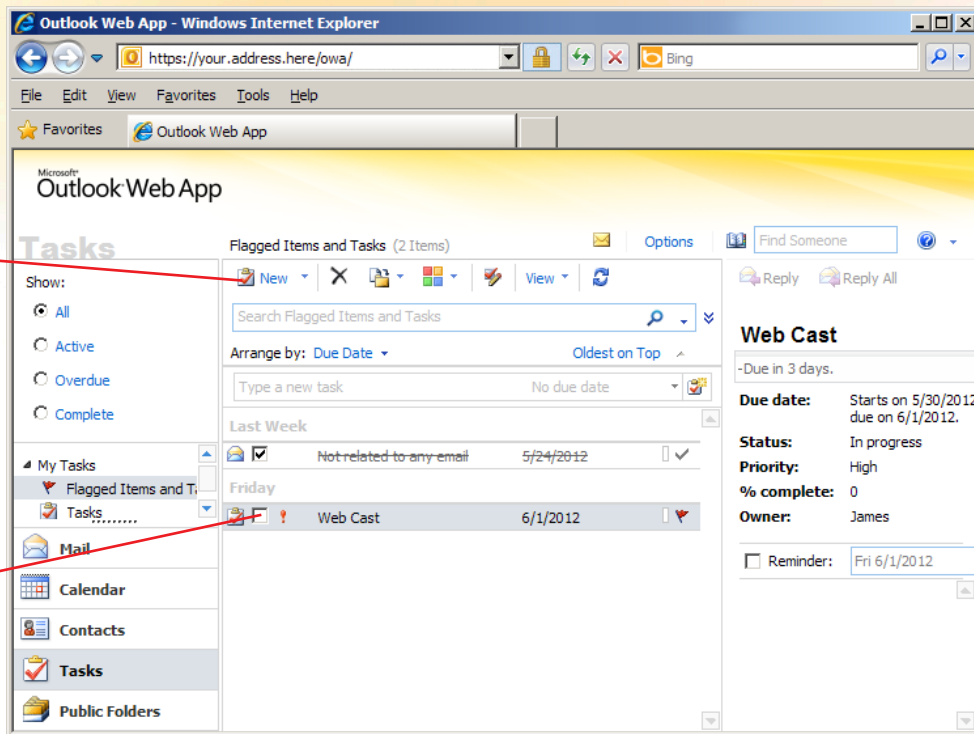 Outlook Web App - Windows Internet Explorer
https://your.address.here/owa/
Bing
File Edit View Favorites Tools Help
Favorites
Outlook Web App
Microsoft
Outlook Web App
Tasks
Show:
All
Active
Overdue
Complete
My Tasks
Flagged Items and T
Tasks
Mail
Calendar
Contacts
Tasks
Public Folders
Flagged Items and Tasks (2 Items)
Options
Find Someone
New
View
Search Flagged Items and Tasks
Arrange by: Due Date
Oldest on Top
Type a new task
No due date
Last Week
Not related to any email 5/24/2012
Friday
Web Cast 6/1/2012
Reply Reply All
Web Cast
-Due in 3 days.
Due date: Starts on 5/30/2012
due on 6/1/2012.
Status: In progress
Priority: High
% complete: 0
Owner: James
Reminder: Fri 6/1/2012